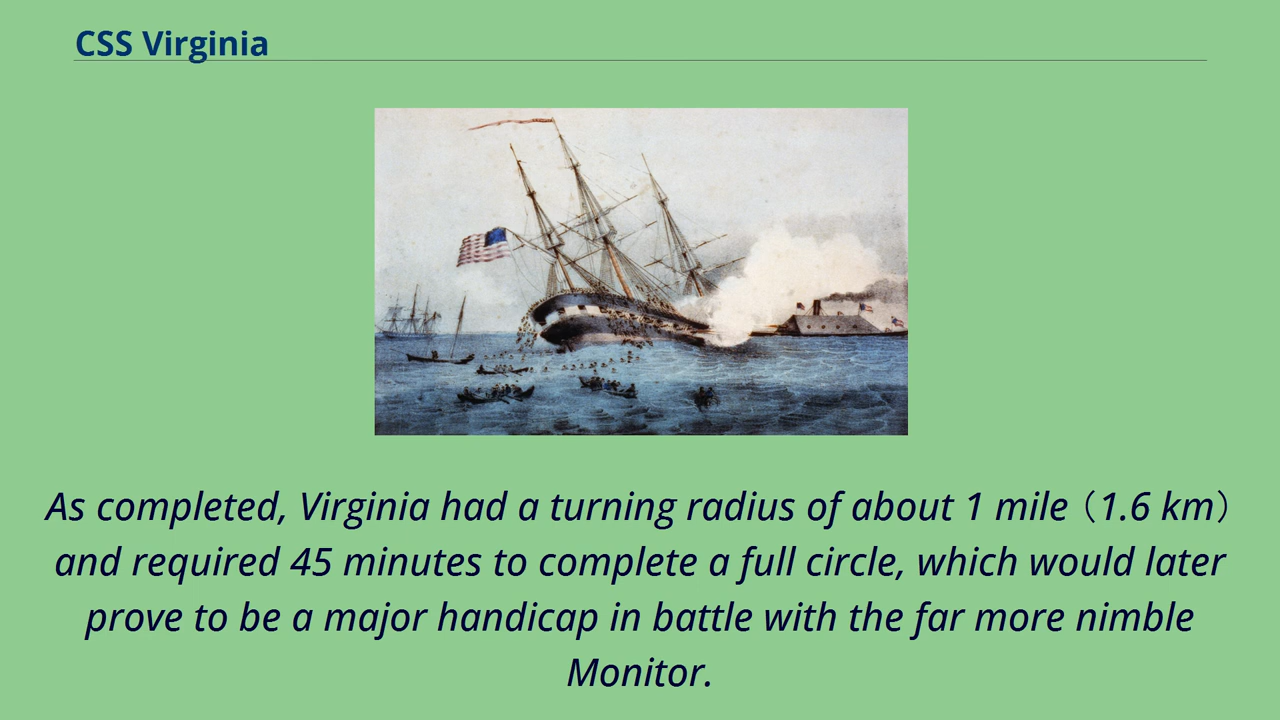 CSS Virginia
As completed, Virginia had a turning radius of about 1 mile（1.6 km）
and required 45 minutes to complete a full circle, which would later
prove to be a major handicap in battle with the far more nimble
Monitor.